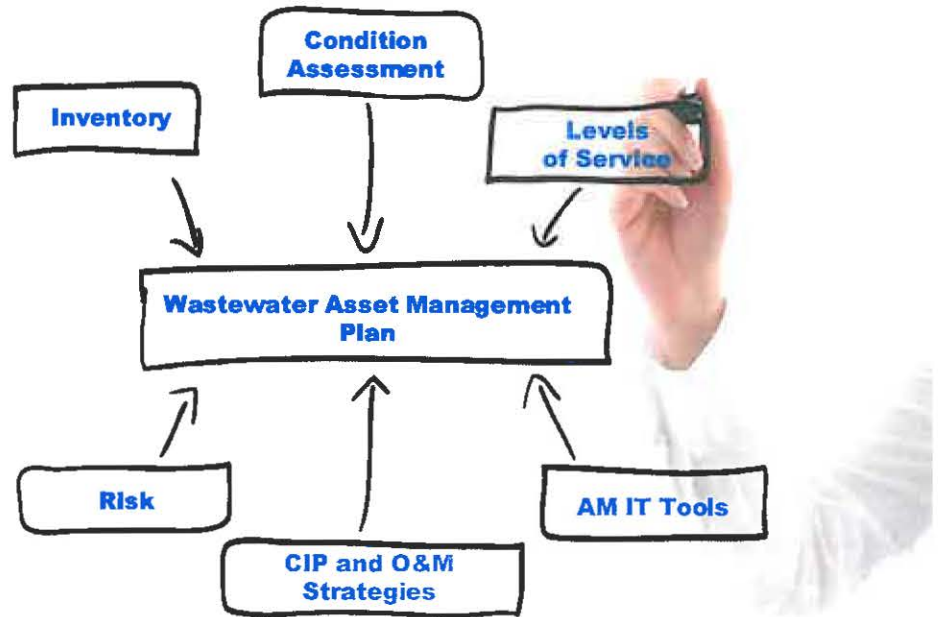 Condition
Assessment
Inventory
Levels
of Service
Wastewater Asset Management
Plan
Risk
AM IT Tools
CIP and O&M
Strategies